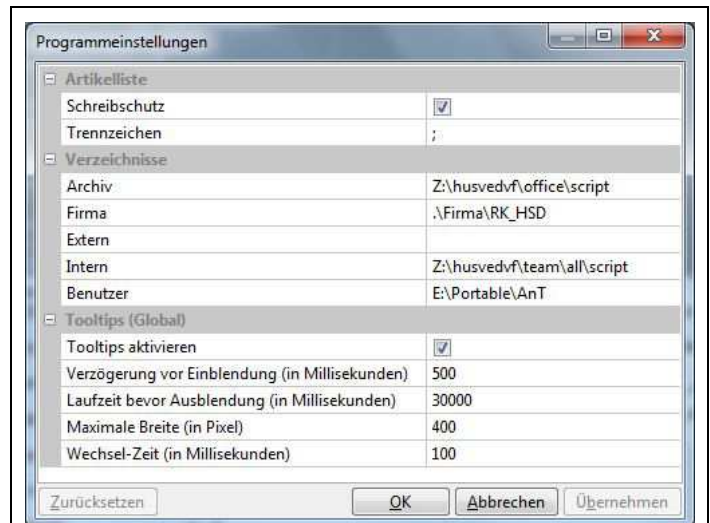 Programmeinstellungen
Artikelliste
Schreibschutz
Trennzeichen ;
Verzeichnisse
Archiv Z:\husvedvf\office\script
Firma .\Firma\RK_HSD
Extern
Intern Z:\husvedvf\team\all\script
Benutzer E:\Portable\AnT
Tooltips (Global)
Tooltips aktivieren
Verzögerung vor Einblendung (in Millisekunden) 500
Laufzeit bevor Ausblendung (in Millisekunden) 30000
Maximale Breite (in Pixel) 400
Wechsel-Zeit (in Millisekunden) 100
Zurücksetzen OK Abbrechen Übernehmen